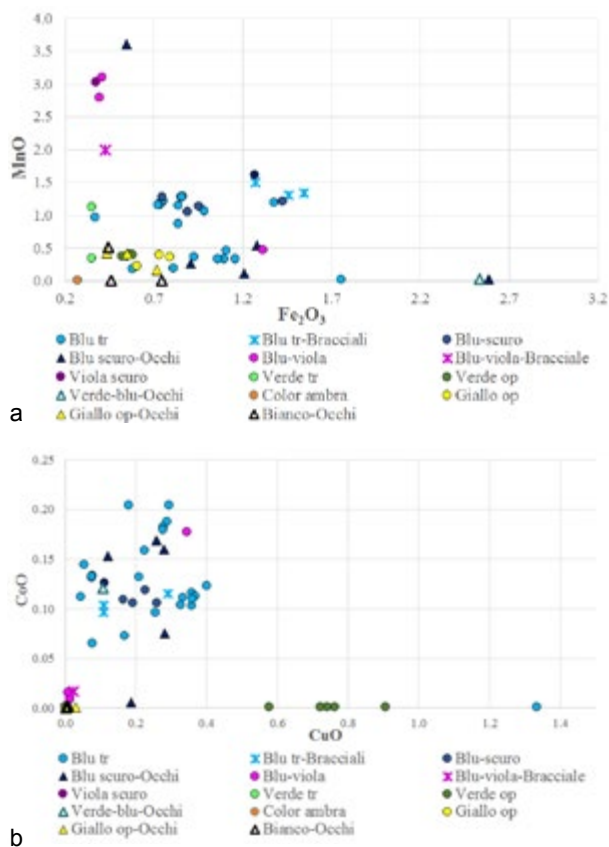 4.0
3.5
3.0
2.5
2.0
1.5
1.0
0.5
0.0
MnO
0.2 0.7 1.2 1.7 2.2 2.7 3.2
Fe₂O₃
Blu tr Blu tr-Bracciali Blu-scuro
Blu scuro-Occhi Blu-viola Blu-viola-Bracciale
Viola scuro Verde tr Verde op
Verde-blu-Occhi Color ambra Giallo op
Giallo op-Occhi Bianco-Occhi
a
0.25
0.20
0.15
0.10
0.05
0.00
CoO
0.0 0.2 0.4 0.6 0.8 1.0 1.2 1.4
CuO
Blu tr Blu tr-Bracciali Blu-scuro
Blu scuro-Occhi Blu-viola Blu-viola-Bracciale
Viola scuro Verde tr Verde op
Verde-blu-Occhi Color ambra Giallo op
Giallo op-Occhi Bianco-Occhi
b